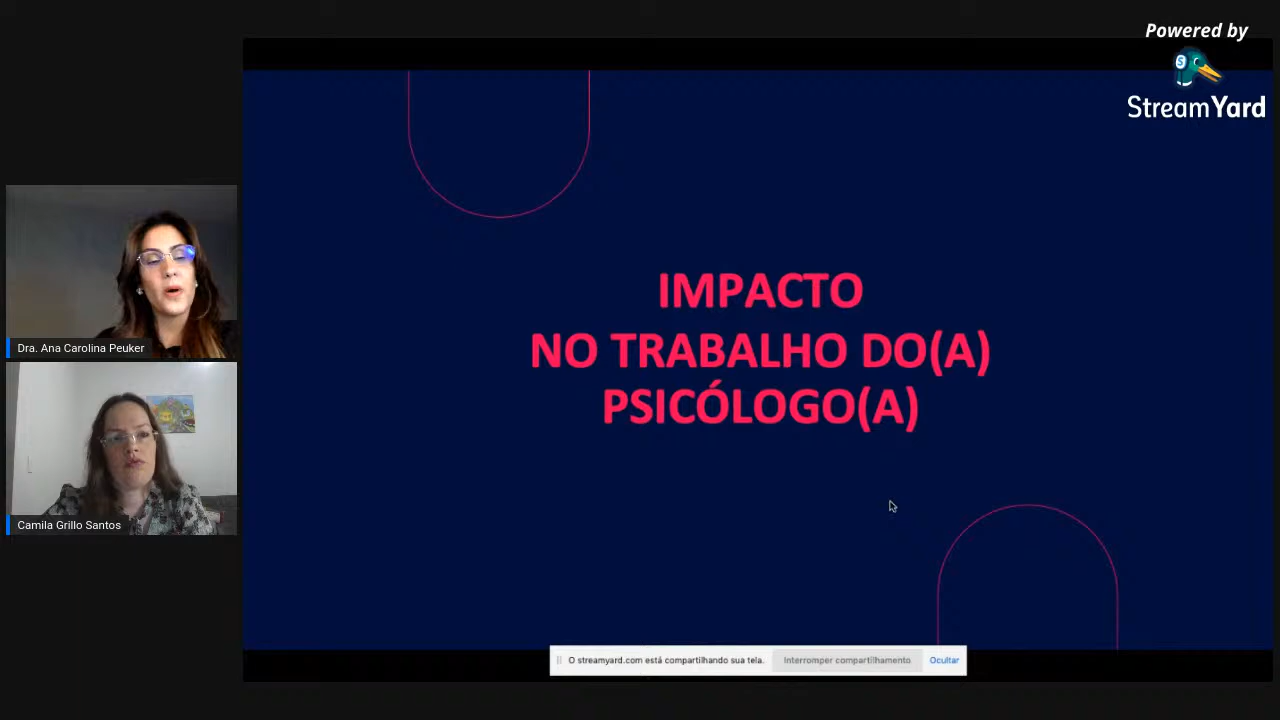 Powered by
StreamYard
IMPACTO
NO TRABALHO DO(A)
PSICÓLOGO(A)
Dra. Ana Carolina Peuker
Camila Grillo Santos
O streamyard.com está compartilhando sua tela.
Interromper compartilhamento
Ocultar